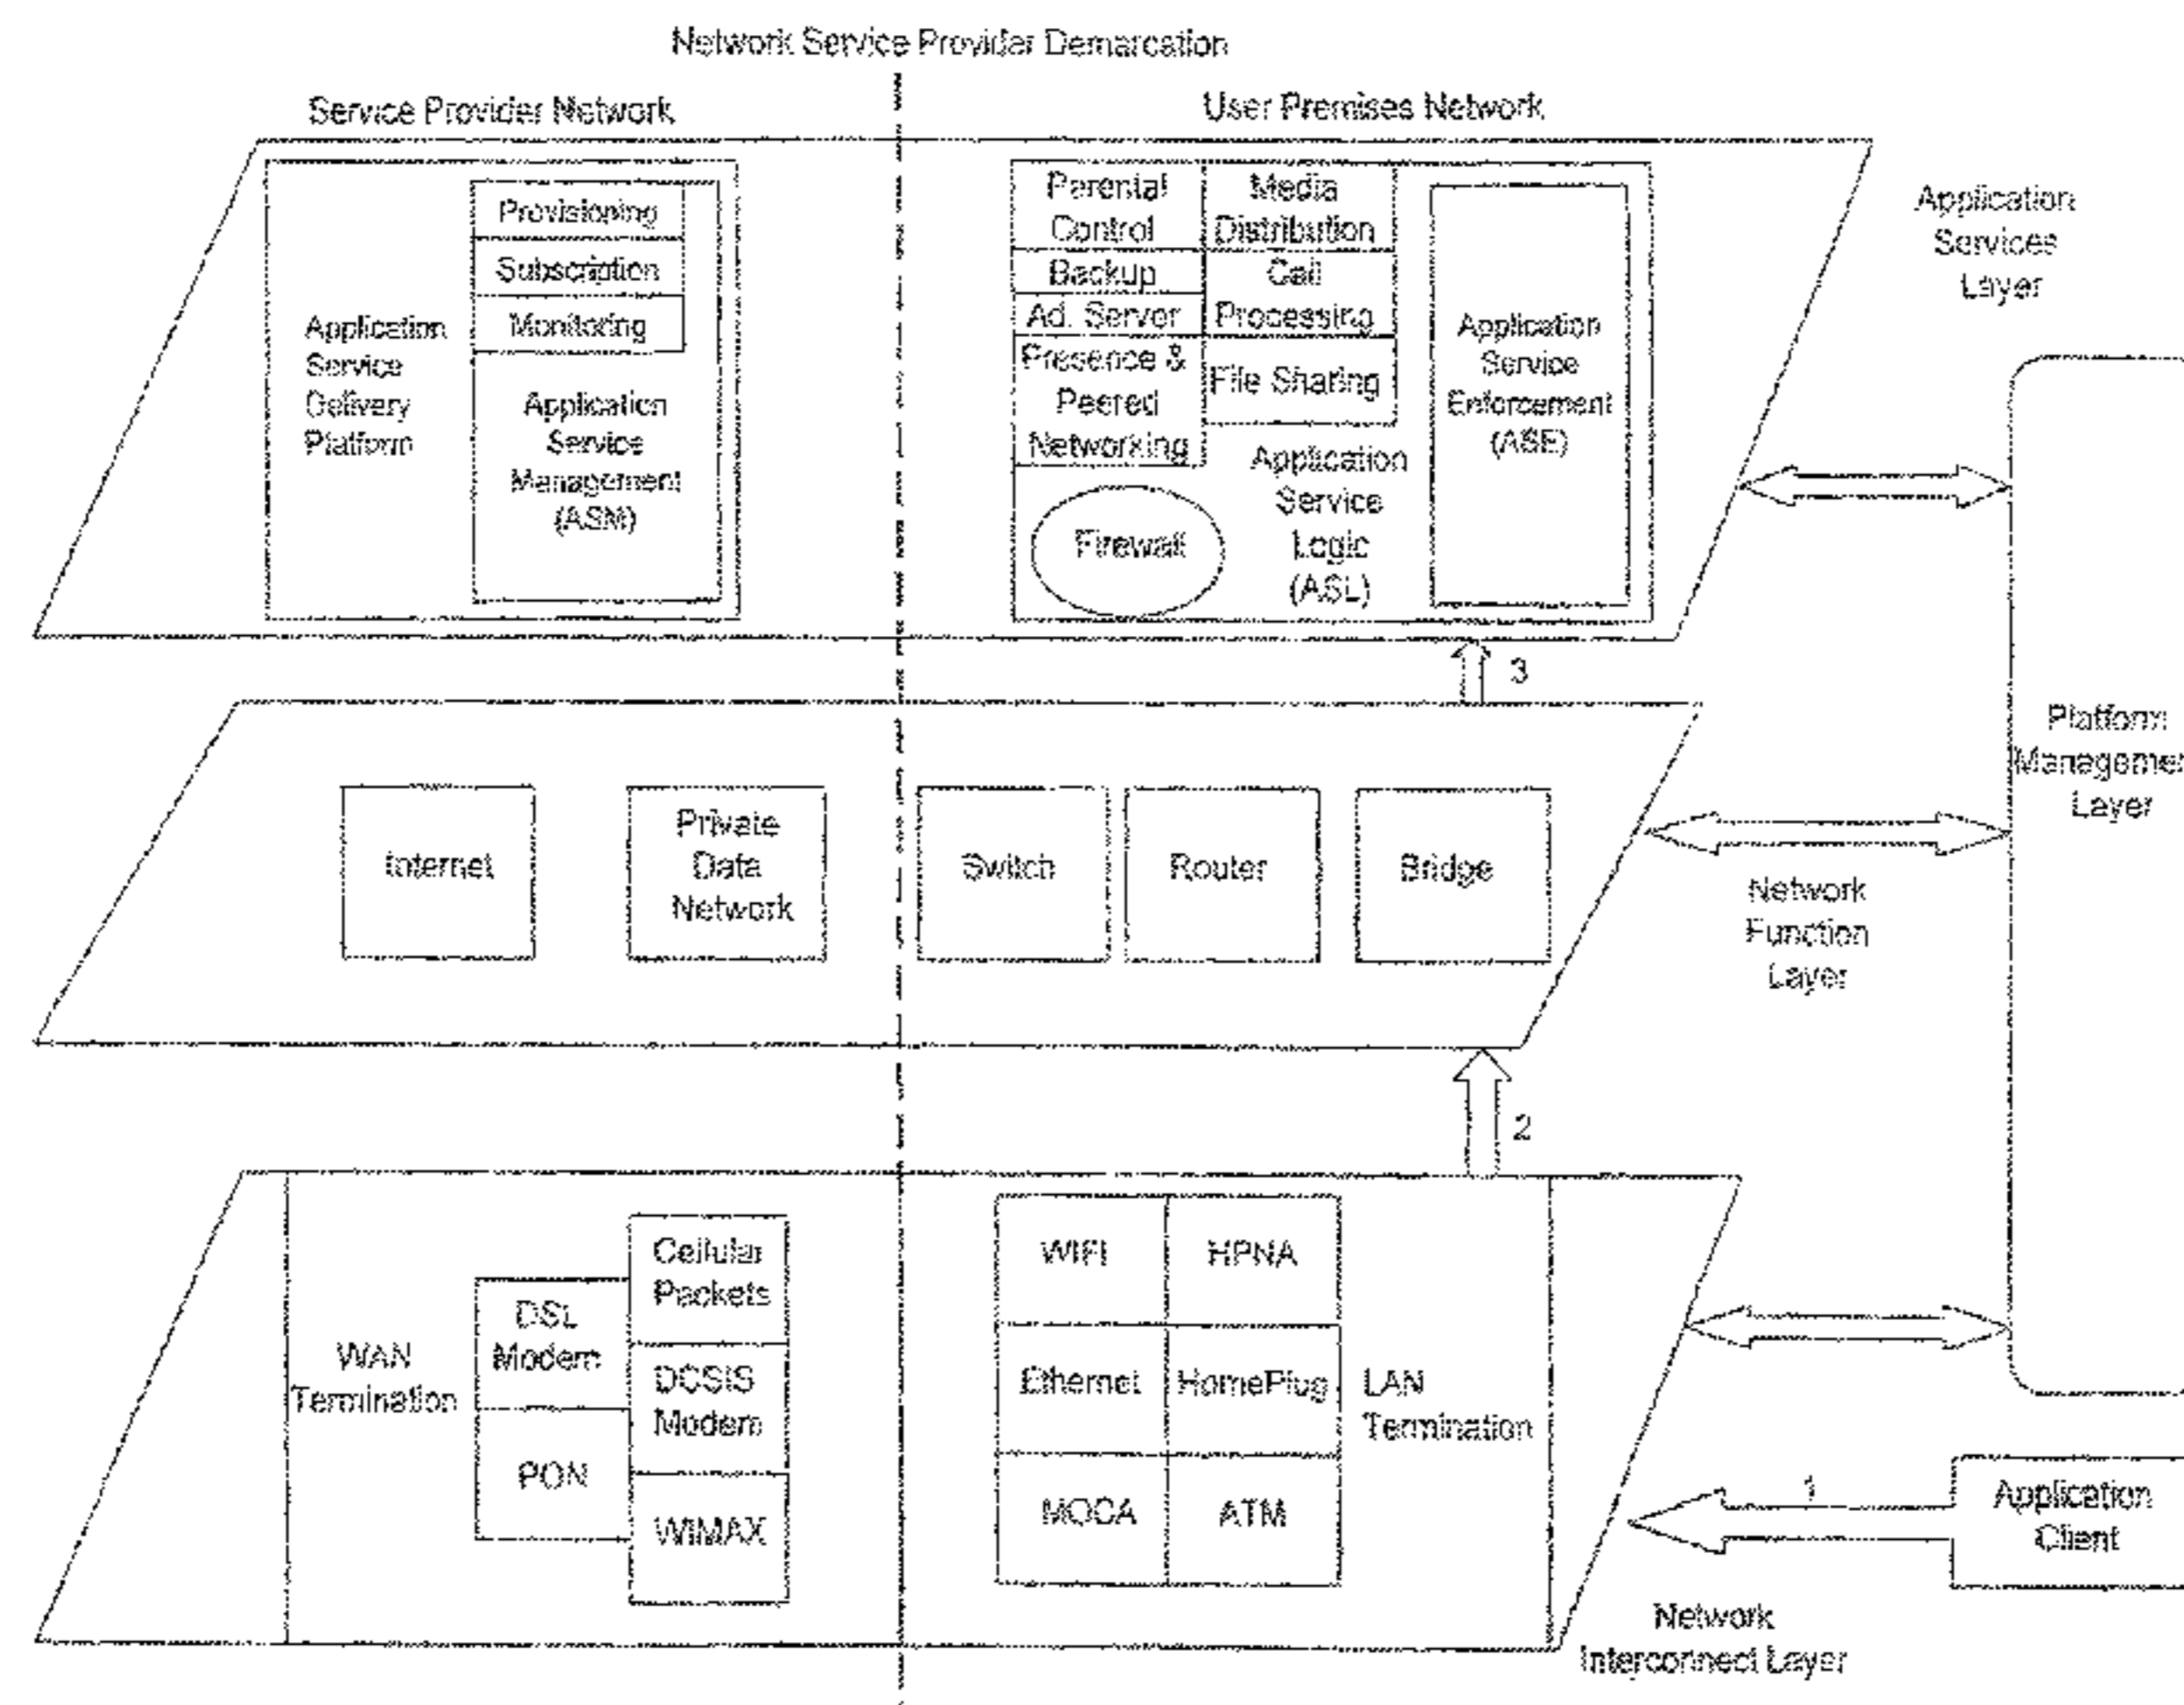 Network Service Provider Demarcation
Service Provider Network
User Premises Network
Application
Service
Delivery
Platform
Provisioning
Subscription
Monitoring
Application
Service
Management
(ASM)
Parental
Control
Media
Distribution
Backup
Call
Processing
Ad. Server
Presence &
Peered
Networking
File Sharing
Firewall
Application
Service
Logic
(ASL)
Application
Service
Enforcement
(ASE)
Application
Services
Layer
3
Internet
Private
Data
Network
Switch
Router
Bridge
Network
Function
Layer
Platform
Managemen
Layer
2
WAN
Termination
DSL
Modem
PON
Cellular
Packets
DCSIS
Modem
WIMAX
WIFI
HPNA
Ethernet
HomePlug
MOCA
ATM
LAN
Termination
1
Application
Client
Network
Interconnect Layer